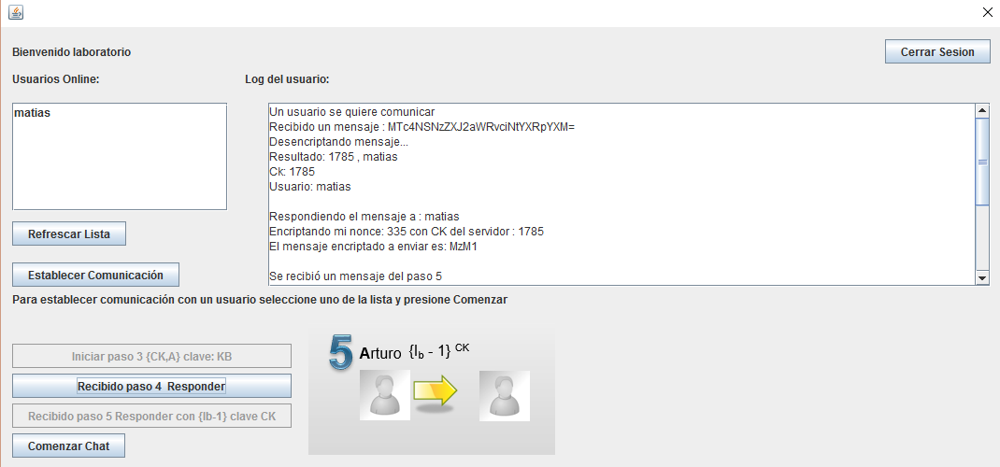 Bienvenido laboratorio
Cerrar Sesion
Usuarios Online:
Log del usuario:
matias
Un usuario se quiere comunicar
Recibido un mensaje : MTc4NSNzZXJ2aWRvciNtYXRpYXM=
Desencriptando mensaje...
Resultado: 1785 , matias
Ck: 1785
Usuario: matias
Respondiendo el mensaje a : matias
Encriptando mi nonce: 335 con CK del servidor : 1785
El mensaje encriptado a enviar es: MzM1
Se recibió un mensaje del paso 5
Refrescar Lista
Establecer Comunicación
Para establecer comunicación con un usuario seleccione uno de la lista y presione Comenzar
Iniciar paso 3 {CK,A} clave: KB
Recibido paso 4 Responder
Recibido paso 5 Responder con {Ib-1} clave CK
Comenzar Chat
5 Arturo {Ib - 1} CK